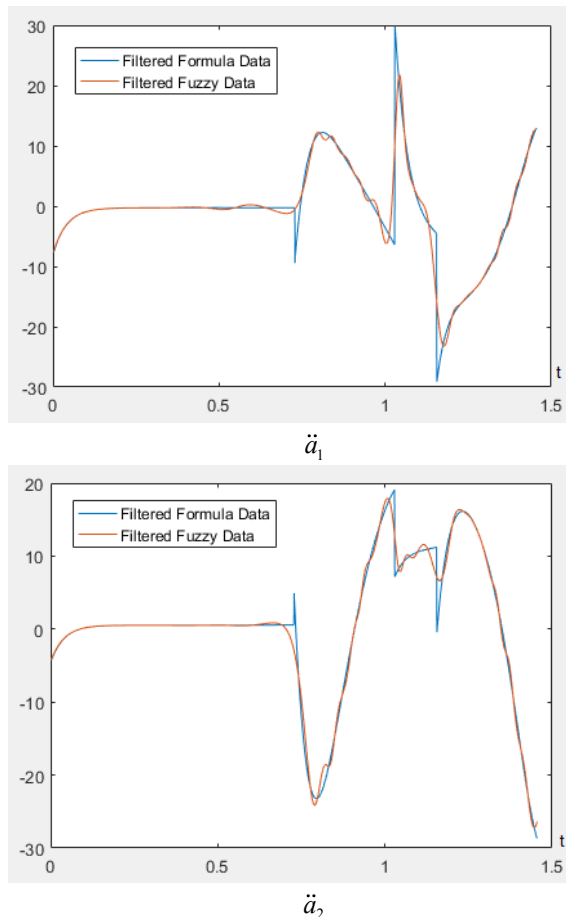 30
Filtered Formula Data
Filtered Fuzzy Data
20
10
0
-10
-20
-30
t
0 0.5 1 1.5
ä₁
20
Filtered Formula Data
Filtered Fuzzy Data
10
0
-10
-20
-30
t
0 0.5 1 1.5
ä₂